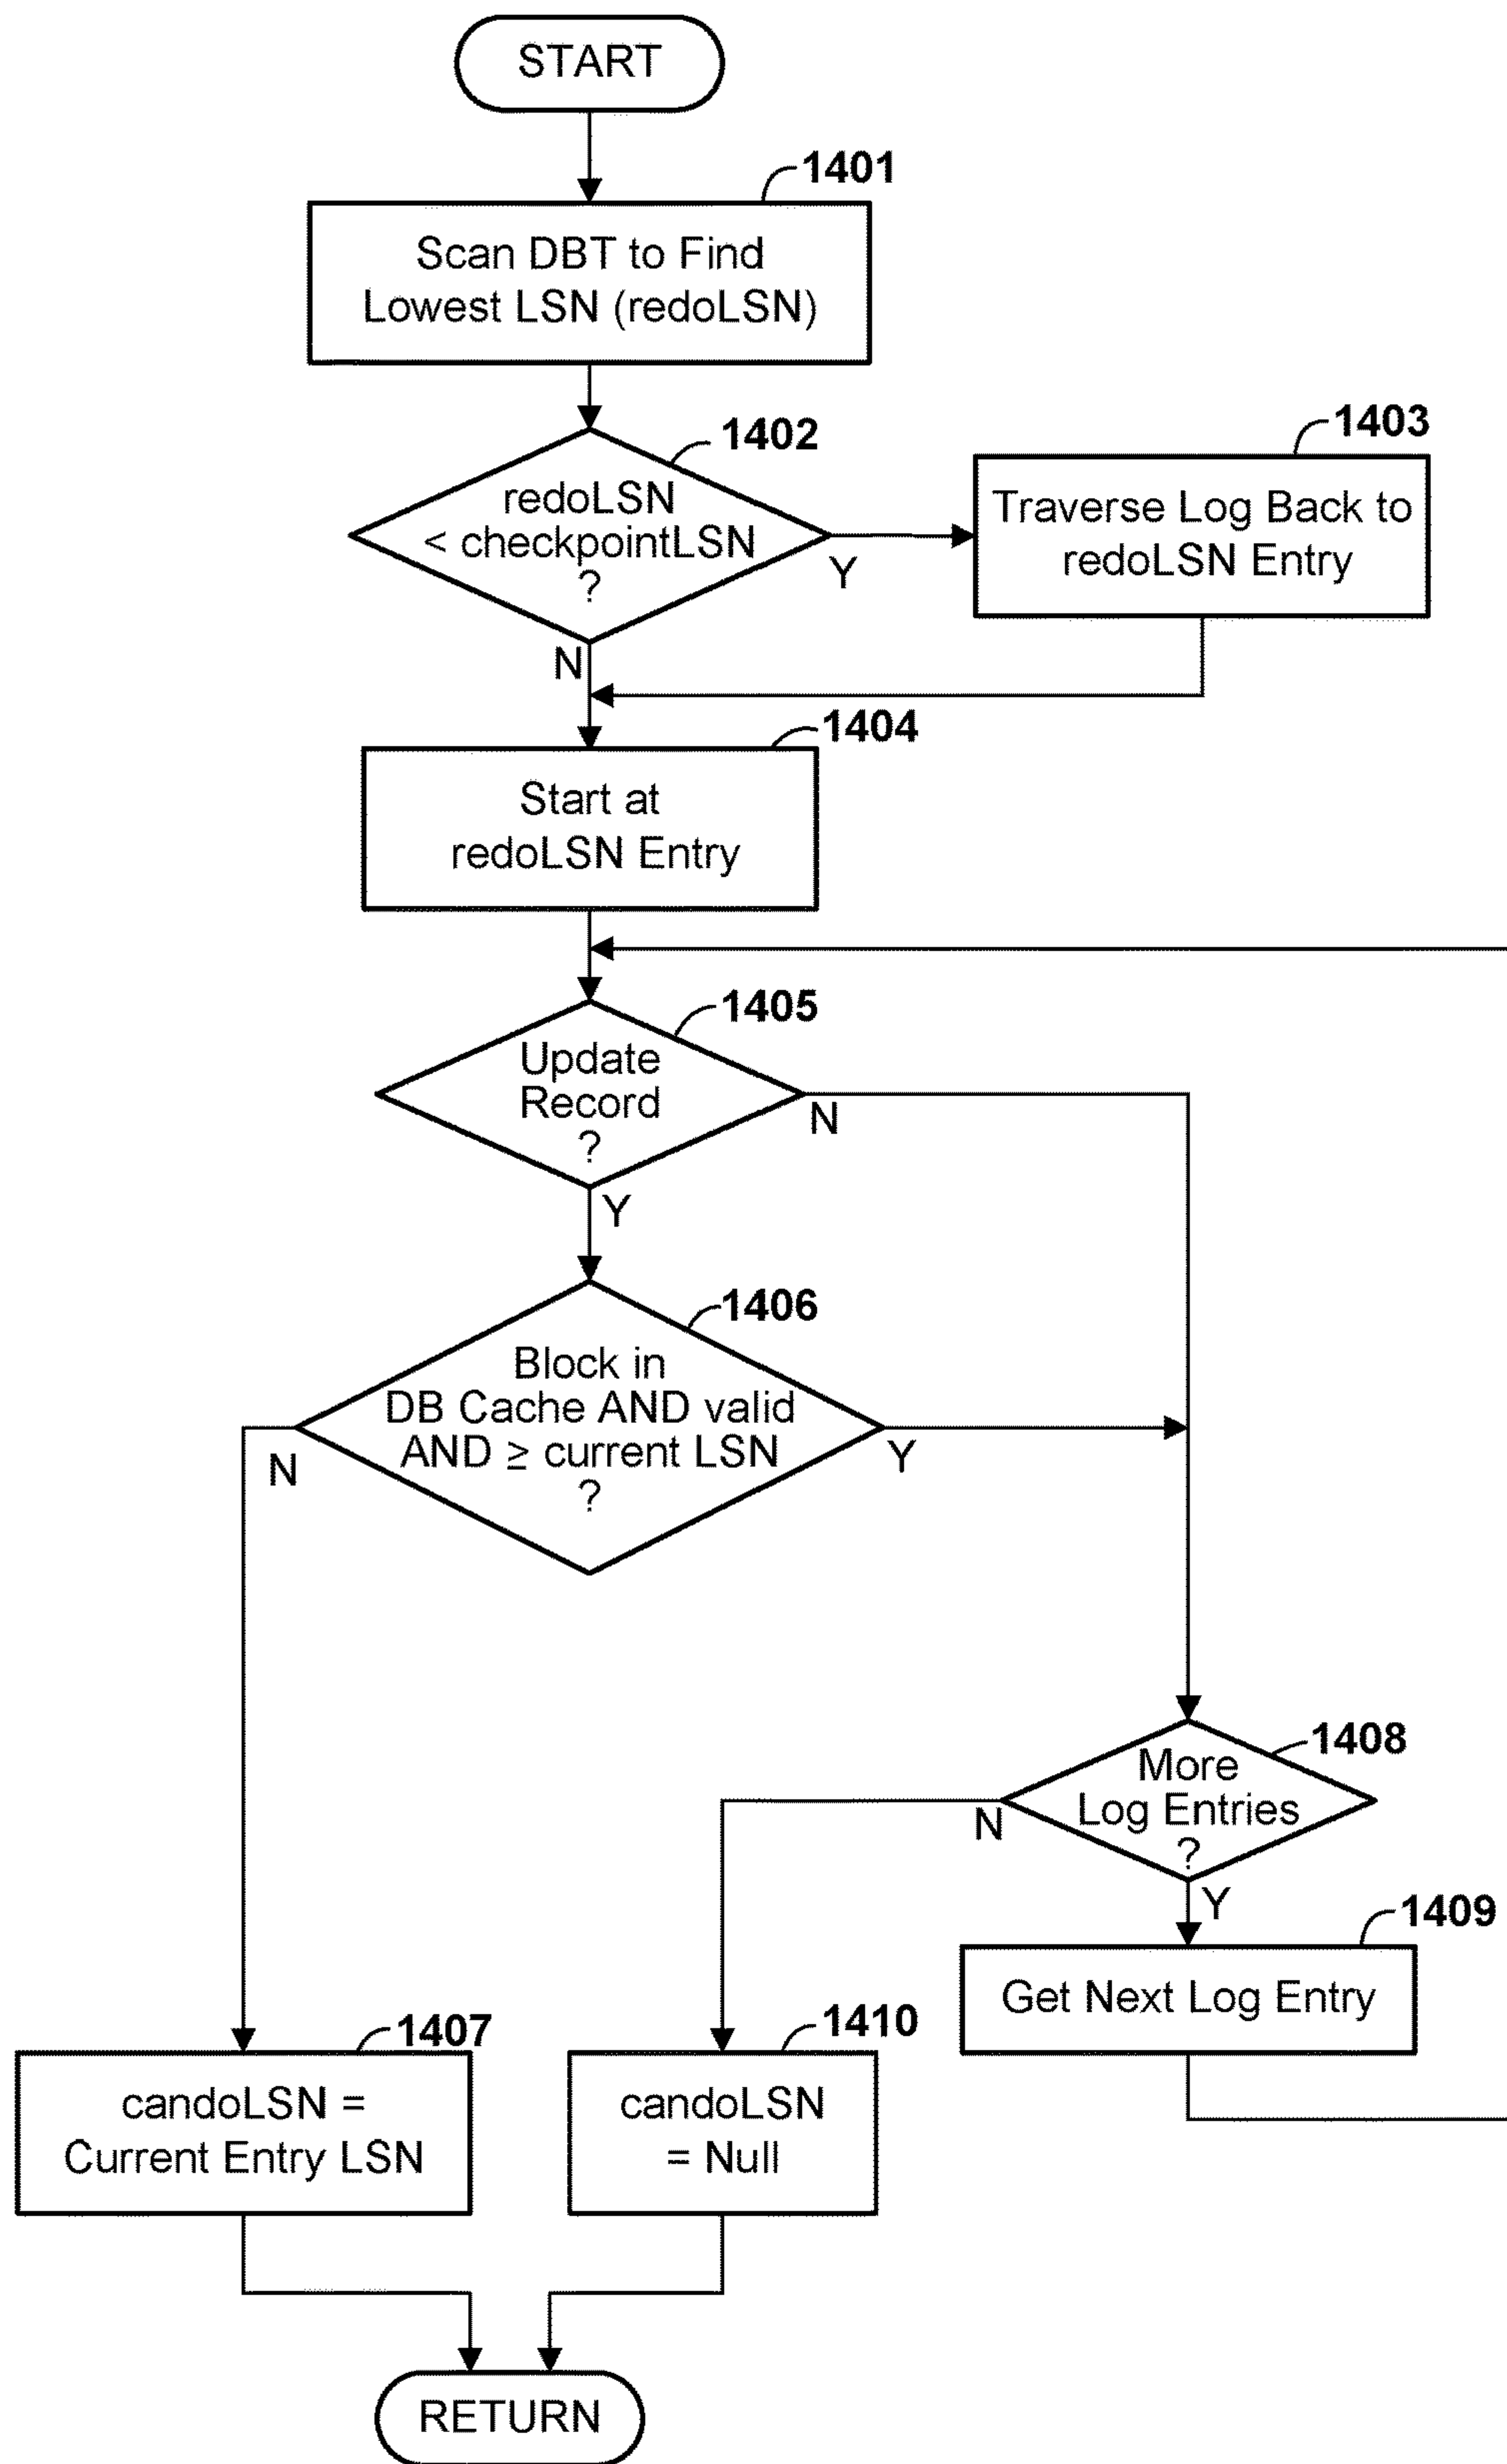 START
1401
Scan DBT to Find
Lowest LSN (redoLSN)
1402
redoLSN
< checkpointLSN
?
Y
N
1403
Traverse Log Back to
redoLSN Entry
1404
Start at
redoLSN Entry
1405
Update
Record
?
N
Y
1406
Block in
DB Cache AND valid
AND ≥ current LSN
?
N
Y
1408
More
Log Entries
?
N
Y
1409
Get Next Log Entry
1407
candoLSN =
Current Entry LSN
1410
candoLSN
= Null
RETURN